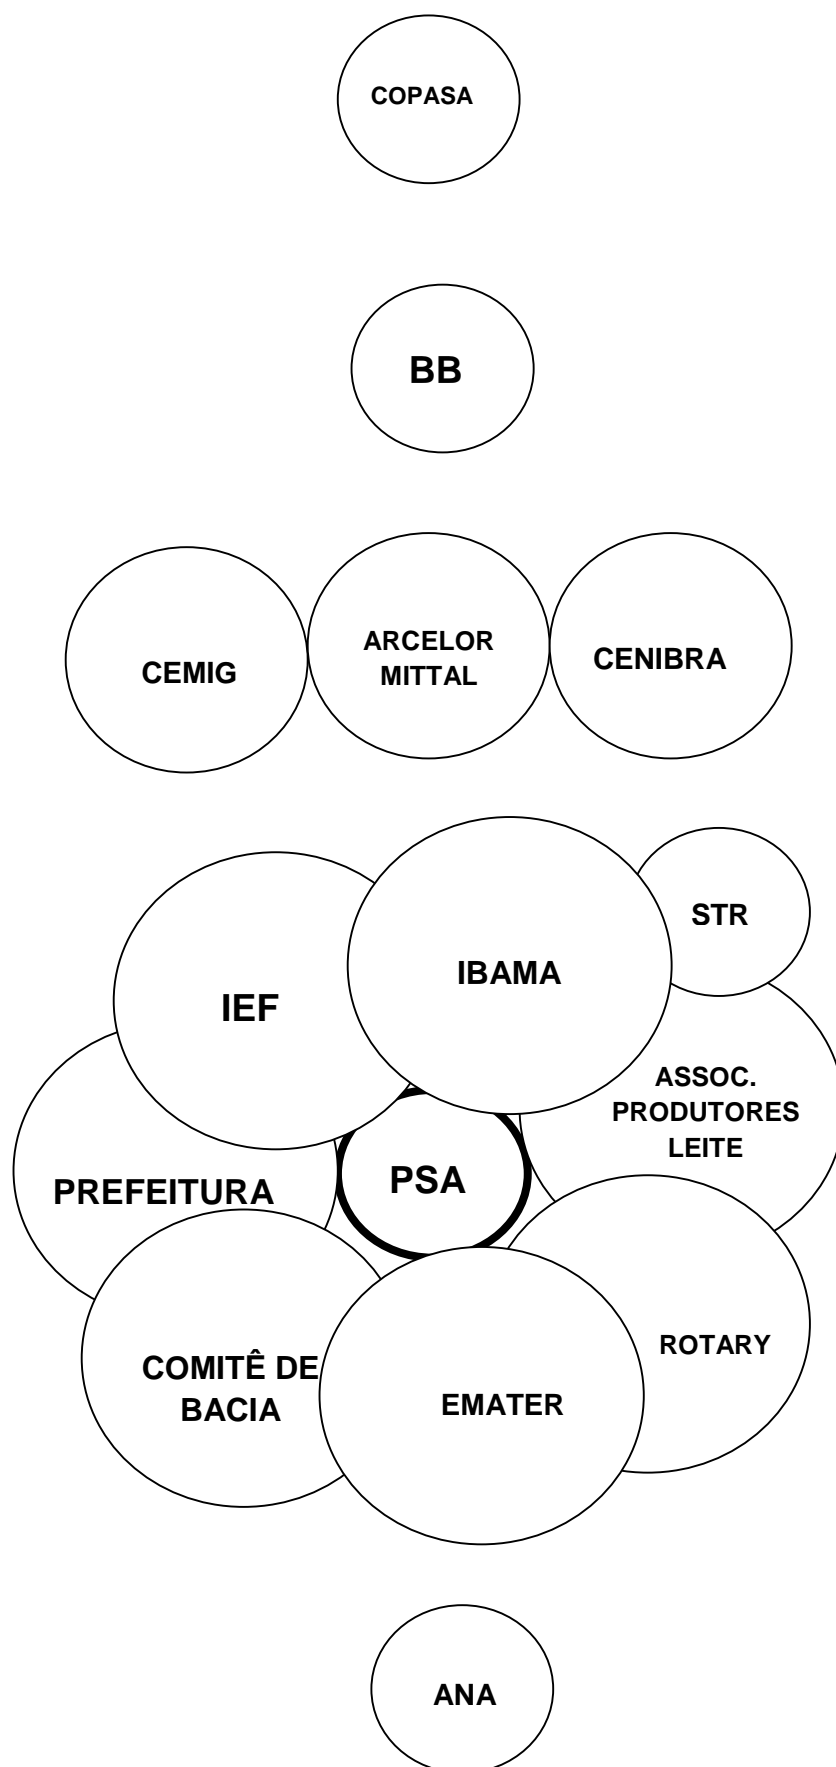 COPASA
BB
CEMIG
ARCELOR
MITTAL
CENIBRA
STR
IBAMA
IEF
ASSOC.
PRODUTORES
LEITE
PSA
PREFEITURA
ROTARY
COMITÊ DE
BACIA
EMATER
ANA